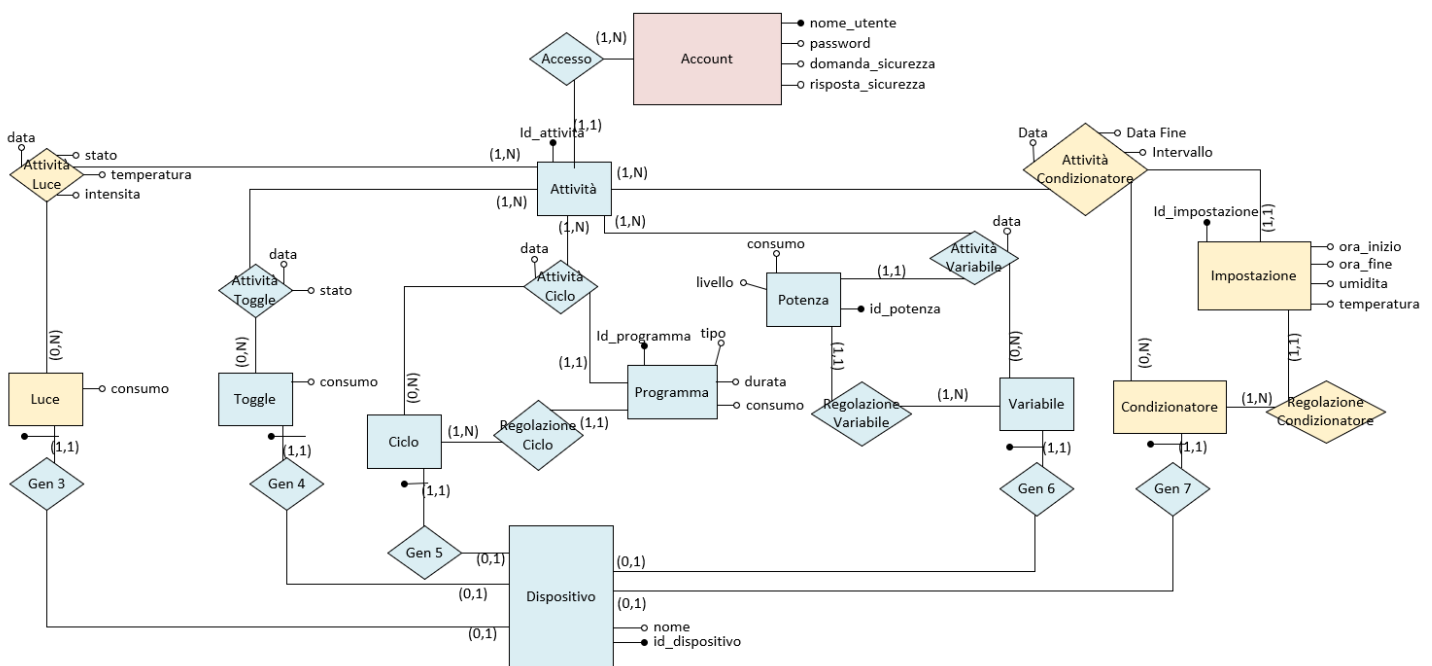 nome_utente
(1,N)
password
Accesso
Account
domanda_sicurezza
risposta_sicurezza
(1,1)
data
Id_attività
Data
Data Fine
stato
(1,N)
Intervallo
Attività
Luce
temperatura
(1,N)
Attività
Condizionatore
intensita
Attività
(1,N)
(1,N)
(1,N)
data
Id_impostazione
(1,1)
consumo
data
data
Attività
Variabile
ora_inizio
ora_fine
Attività
Toggle
stato
Attività
Ciclo
(1,1)
livello
Potenza
Impostazione
umidita
id_potenza
temperatura
(0,N)
(0,N)
Id_programma
tipo
(1,1)
(0,N)
(0,N)
(1,1)
(1,1)
consumo
consumo
(0,N)
durata
Luce
Toggle
Programma
consumo
(1,N)
Variabile
Condizionatore
(1,N)
Regolazione
Variabile
Regolazione
Condizionatore
Regolazione
Ciclo
(1,1)
Ciclo
(1,N)
(1,1)
(1,1)
(1,1)
(1,1)
Gen 3
Gen 4
(1,1)
Gen 6
Gen 7
Gen 5
(0,1)
(0,1)
(0,1)
Dispositivo
(0,1)
(0,1)
nome
id_dispositivo